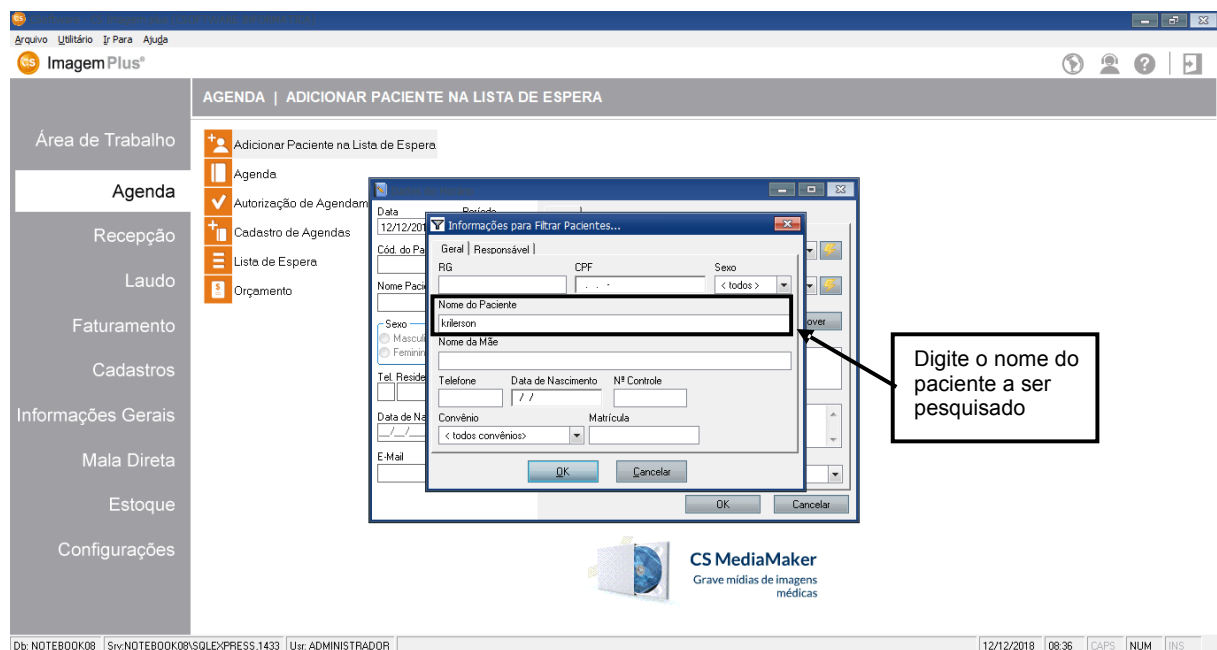 Arquivo Utilitário Ir Para Ajuda
CS ImagemPlus®
AGENDA | ADICIONAR PACIENTE NA LISTA DE ESPERA
Área de Trabalho
Agenda
Recepção
Laudo
Faturamento
Cadastros
Informações Gerais
Mala Direta
Estoque
Configurações
Adicionar Paciente na Lista de Espera
Agenda
Autorização de Agendam
Cadastro de Agendas
Lista de Espera
Orçamento
Data
12/12/201
Cód. do Pa
Nome Paci
Sexo
Mascul
Feminin
Tel. Reside
Data de Na
__/__/
E-Mail
over
OK Cancelar
Informações para Filtrar Pacientes...
Geral Responsável
RG CPF Sexo
. . - < todos >
Nome do Paciente
krilerson
Nome da Mãe
Telefone Data de Nascimento Nº Controle
/ /
Convênio Matrícula
< todos convênios>
OK Cancelar
Digite o nome do
paciente a ser
pesquisado
CS MediaMaker
Grave mídias de imagens
médicas
Db: NOTEBOOK08 Srv:NOTEBOOK08\SQLEXPRESS,1433 Usr: ADMINISTRADOR 12/12/2018 08:36 CAPS NUM INS